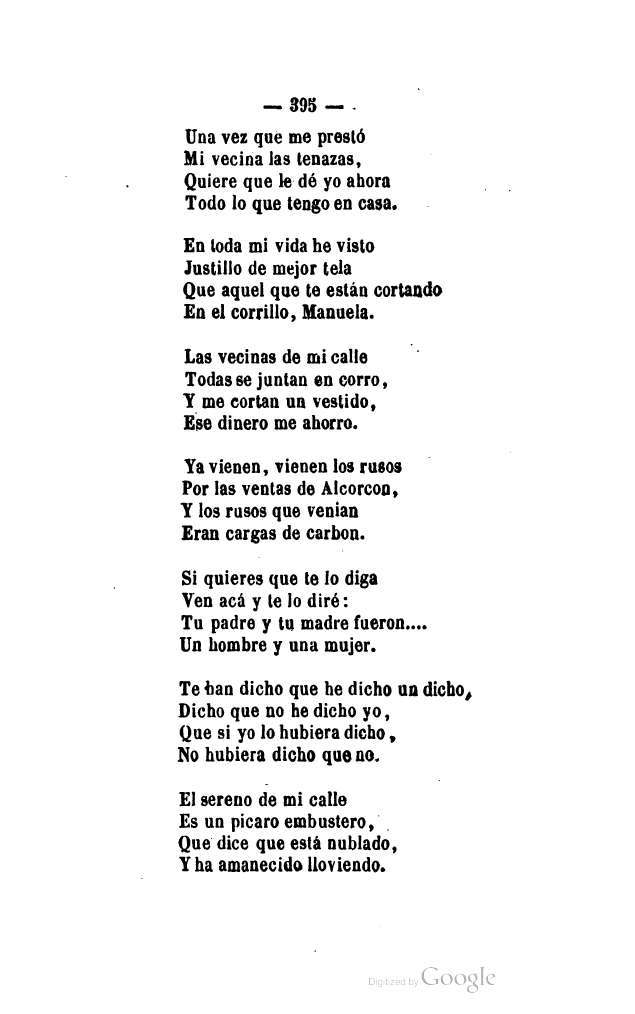 — 395 —
Una vez que me prestó
Mi vecina las tenazas,
Quiere que le dé yo ahora
Todo lo que tengo en casa.
En toda mi vida he visto
Justillo de mejor tela
Que aquel que te están cortando
En el corrillo, Manuela.
Las vecinas de mi calle
Todas se juntan en corro,
Y me cortan un vestido,
Ese dinero me ahorro.
Ya vienen, vienen los rusos
Por las ventas de Alcorcon,
Y los rusos que venian
Eran cargas de carbon.
Si quieres que te lo diga
Ven acá y te lo diré:
Tu padre y tu madre fueron....
Un hombre y una mujer.
Te han dicho que he dicho un dicho,
Dicho que no he dicho yo,
Que si yo lo hubiera dicho,
No hubiera dicho que no.
El sereno de mi calle
Es un picaro embustero,
Que dice que está nublado,
Y ha amanecido lloviendo.
Digitized by Google